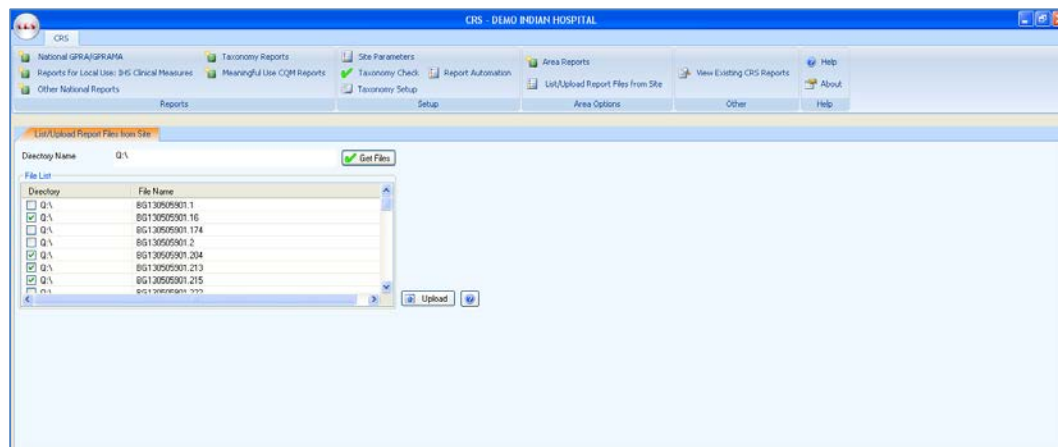 CRS - DEMO INDIAN HOSPITAL
CRS
National GPRA/GPRAMA
Reports for Local Use: IHS Clinical Measures
Other National Reports
Taxonomy Reports
Meaningful Use CQM Reports
Reports
Site Parameters
Taxonomy Check
Report Automation
Taxonomy Setup
Setup
Area Reports
List/Upload Report Files from Site
Area Options
View Existing CRS Reports
Other
Help
About
Help
List/Upload Report Files from Site
Directory Name Q:\ Get Files
File List
Directory File Name
Q:\ BG130505901.1
Q:\ BG130505901.16
Q:\ BG130505901.174
Q:\ BG130505901.2
Q:\ BG130505901.204
Q:\ BG130505901.213
Q:\ BG130505901.215
Q:\ BG130505901.222
Upload